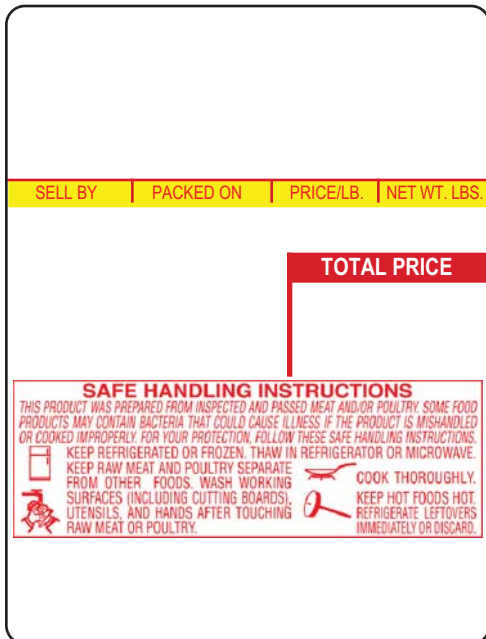 SELL BY PACKED ON PRICE/LB. NET WT. LBS.
TOTAL PRICE
SAFE HANDLING INSTRUCTIONS
THIS PRODUCT WAS PREPARED FROM INSPECTED AND PASSED MEAT AND/OR POULTRY. SOME FOOD
PRODUCTS MAY CONTAIN BACTERIA THAT COULD CAUSE ILLNESS IF THE PRODUCT IS MISHANDLED
OR COOKED IMPROPERLY. FOR YOUR PROTECTION, FOLLOW THESE SAFE HANDLING INSTRUCTIONS.
KEEP REFRIGERATED OR FROZEN. THAW IN REFRIGERATOR OR MICROWAVE.
KEEP RAW MEAT AND POULTRY SEPARATE
FROM OTHER FOODS. WASH WORKING
SURFACES (INCLUDING CUTTING BOARDS),
UTENSILS, AND HANDS AFTER TOUCHING
RAW MEAT OR POULTRY.
COOK THOROUGHLY.
KEEP HOT FOODS HOT.
REFRIGERATE LEFTOVERS
IMMEDIATELY OR DISCARD.